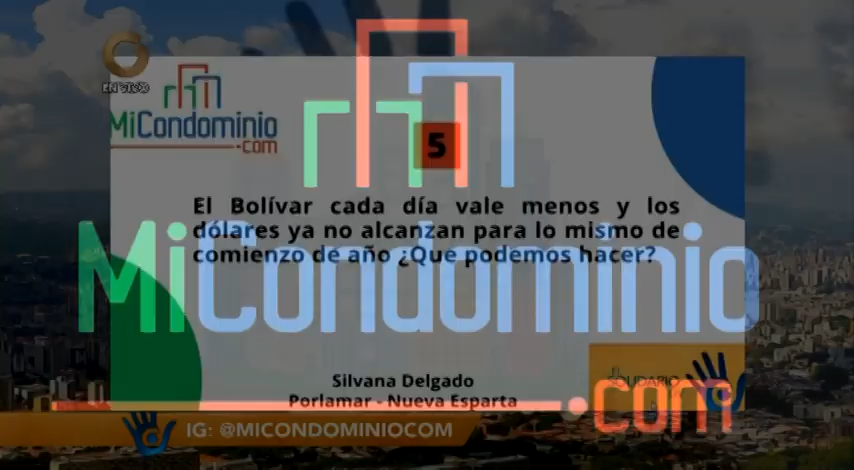 EN VIVO
MiCondominio
.com
5
El Bolívar cada día vale menos y los
dólares ya no alcanzan para lo mismo de
comienzo de año ¿Que podemos hacer?
MiCondominio
.com
Silvana Delgado
Porlamar - Nueva Esparta
SOLIDARIO
IG: @MICONDOMINIOCOM